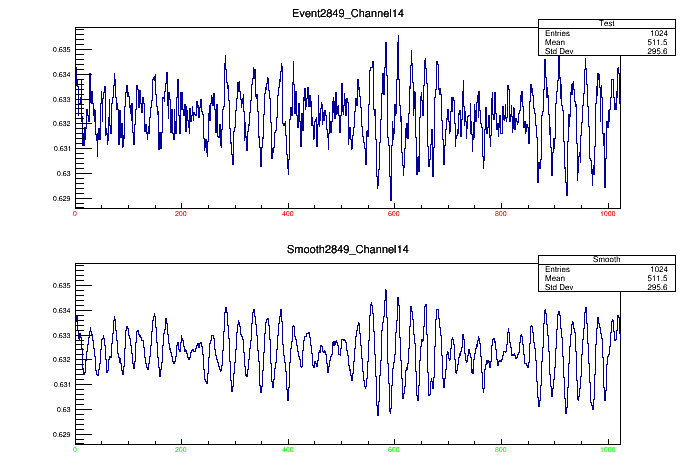 Event2849_Channel14
Test
Entries 1024
Mean 511.5
Std Dev 295.6
0.635
0.634
0.633
0.632
0.631
0.63
0.629
0 200 400 600 800 1000
Smooth2849_Channel14
Smooth
Entries 1024
Mean 511.5
Std Dev 295.6
0.635
0.634
0.633
0.632
0.631
0.63
0.629
0 200 400 600 800 1000